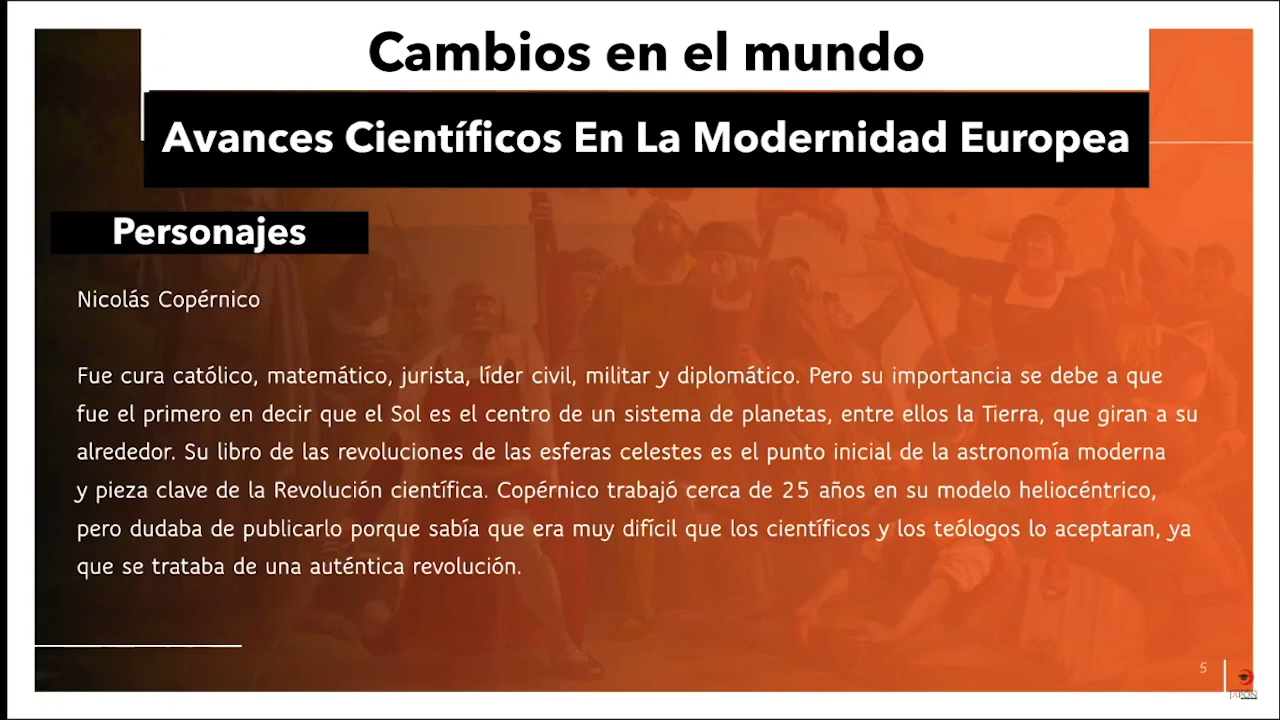 Cambios en el mundo
Avances Científicos En La Modernidad Europea
Personajes
Nicolás Copérnico
Fue cura católico, matemático, jurista, líder civil, militar y diplomático. Pero su importancia se debe a que
fue el primero en decir que el Sol es el centro de un sistema de planetas, entre ellos la Tierra, que giran a su
alrededor. Su libro de las revoluciones de las esferas celestes es el punto inicial de la astronomía moderna
y pieza clave de la Revolución científica. Copérnico trabajó cerca de 25 años en su modelo heliocéntrico,
pero dudaba de publicarlo porque sabía que era muy difícil que los científicos y los teólogos lo aceptaran, ya
que se trataba de una auténtica revolución.
5